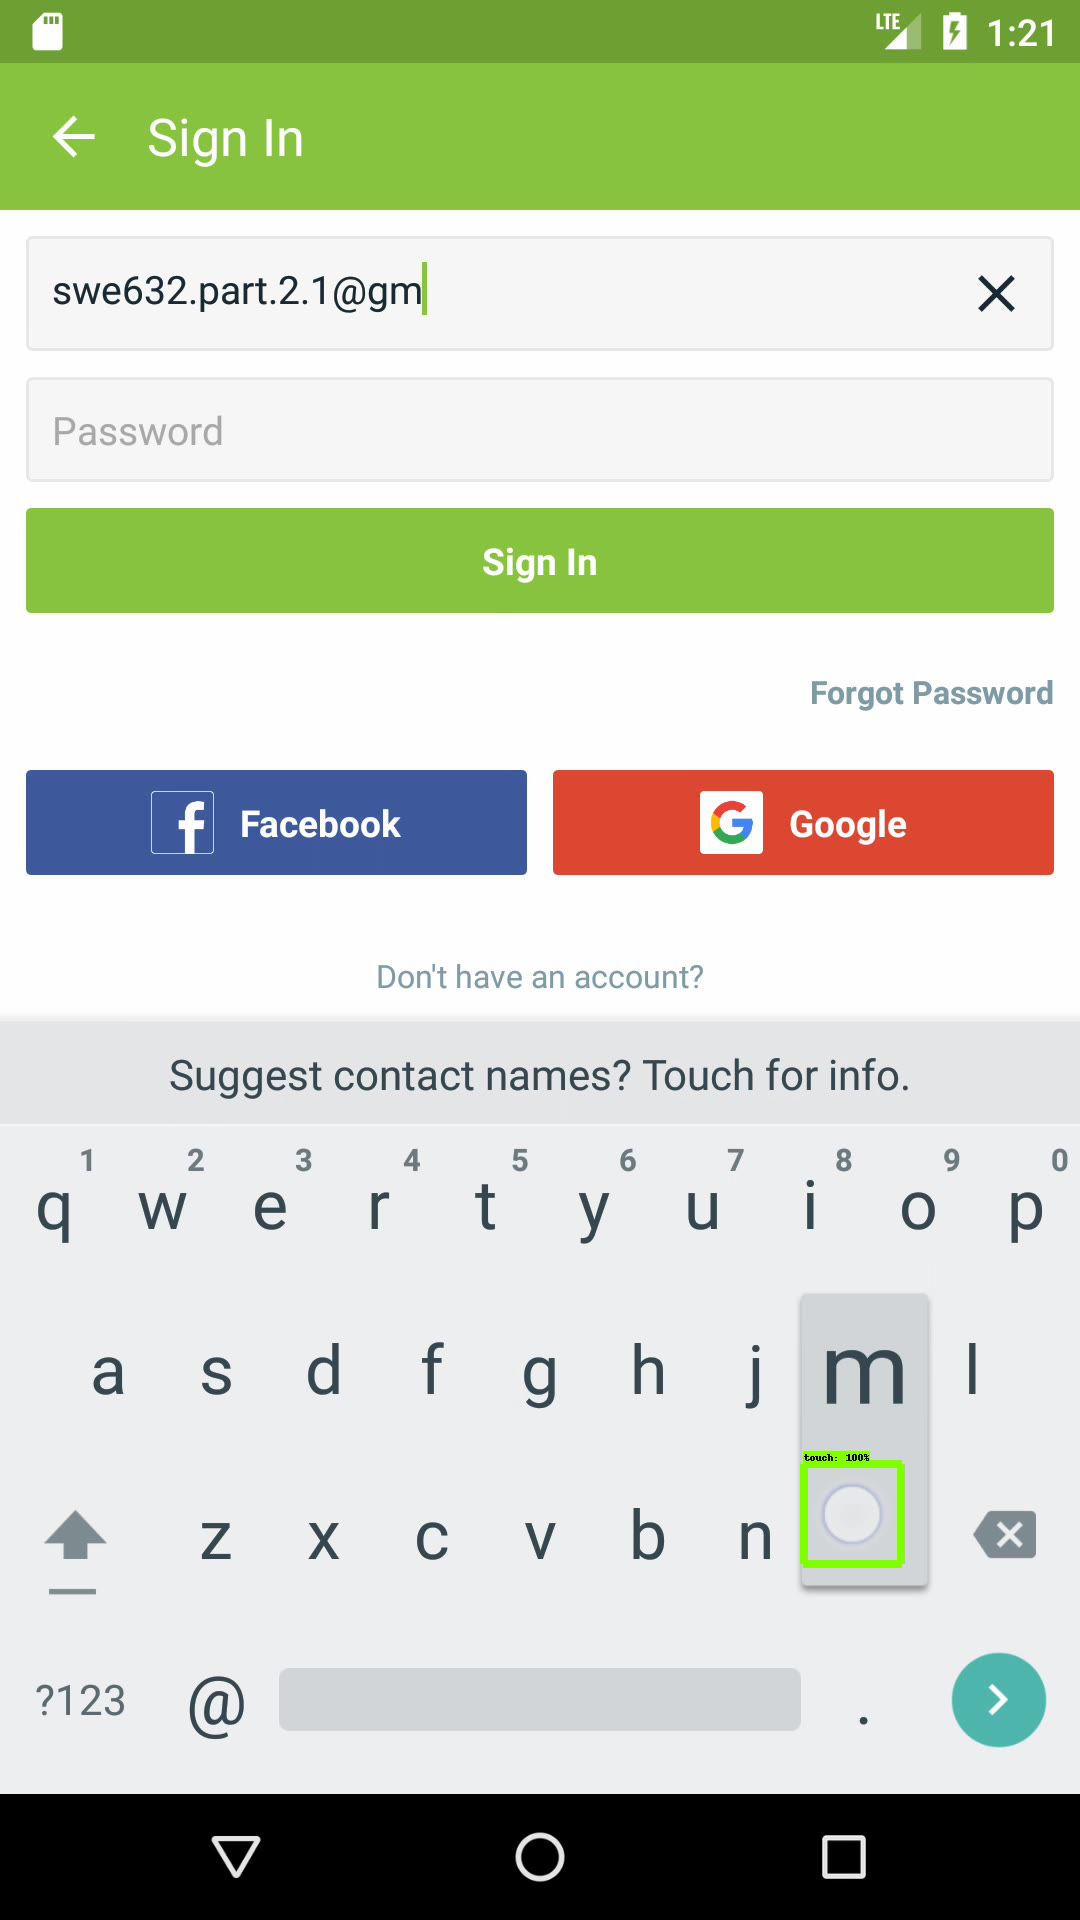 LTE 1:21
Sign In
swe632.part.2.1@gm
Password
Sign In
Forgot Password
f Facebook G Google
Don't have an account?
Suggest contact names? Touch for info.
1 2 3 4 5 6 7 8 9 0
q w e r t y u i o p
a s d f g h j m l
touch: 100%
z x c v b n
?123 @ .